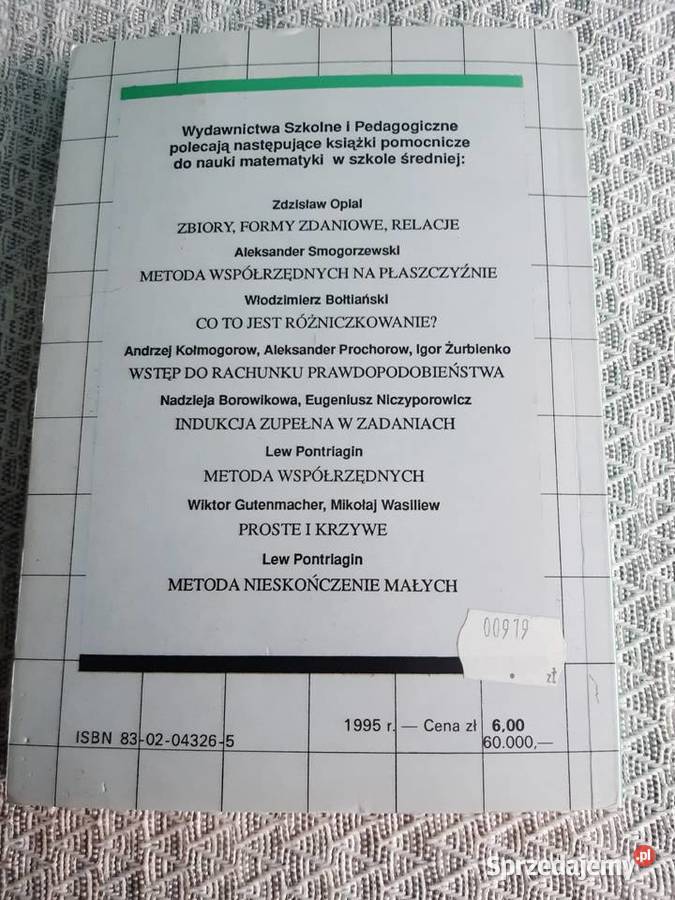 Wydawnictwa Szkolne i Pedagogiczne
polecają następujące książki pomocnicze
do nauki matematyki w szkole średniej:
Zdzisław Opial
ZBIORY, FORMY ZDANIOWE, RELACJE
Aleksander Smogorzewski
METODA WSPÓŁRZĘDNYCH NA PŁASZCZYŹNIE
Włodzimierz Bołtiański
CO TO JEST RÓŻNICZKOWANIE?
Andrzej Kołmogorow, Aleksander Prochorow, Igor Żurbienko
WSTĘP DO RACHUNKU PRAWDOPODOBIEŃSTWA
Nadzieja Borowikowa, Eugeniusz Niczyporowicz
INDUKCJA ZUPEŁNA W ZADANIACH
Lew Pontriagin
METODA WSPÓŁRZĘDNYCH
Wiktor Gutenmacher, Mikołaj Wasiliew
PROSTE I KRZYWE
Lew Pontriagin
METODA NIESKOŃCZENIE MAŁYCH
00979
. zł
1995 r. — Cena zł 6,00
60.000,—
ISBN 83-02-04326-5
Sprzedajemy.pl